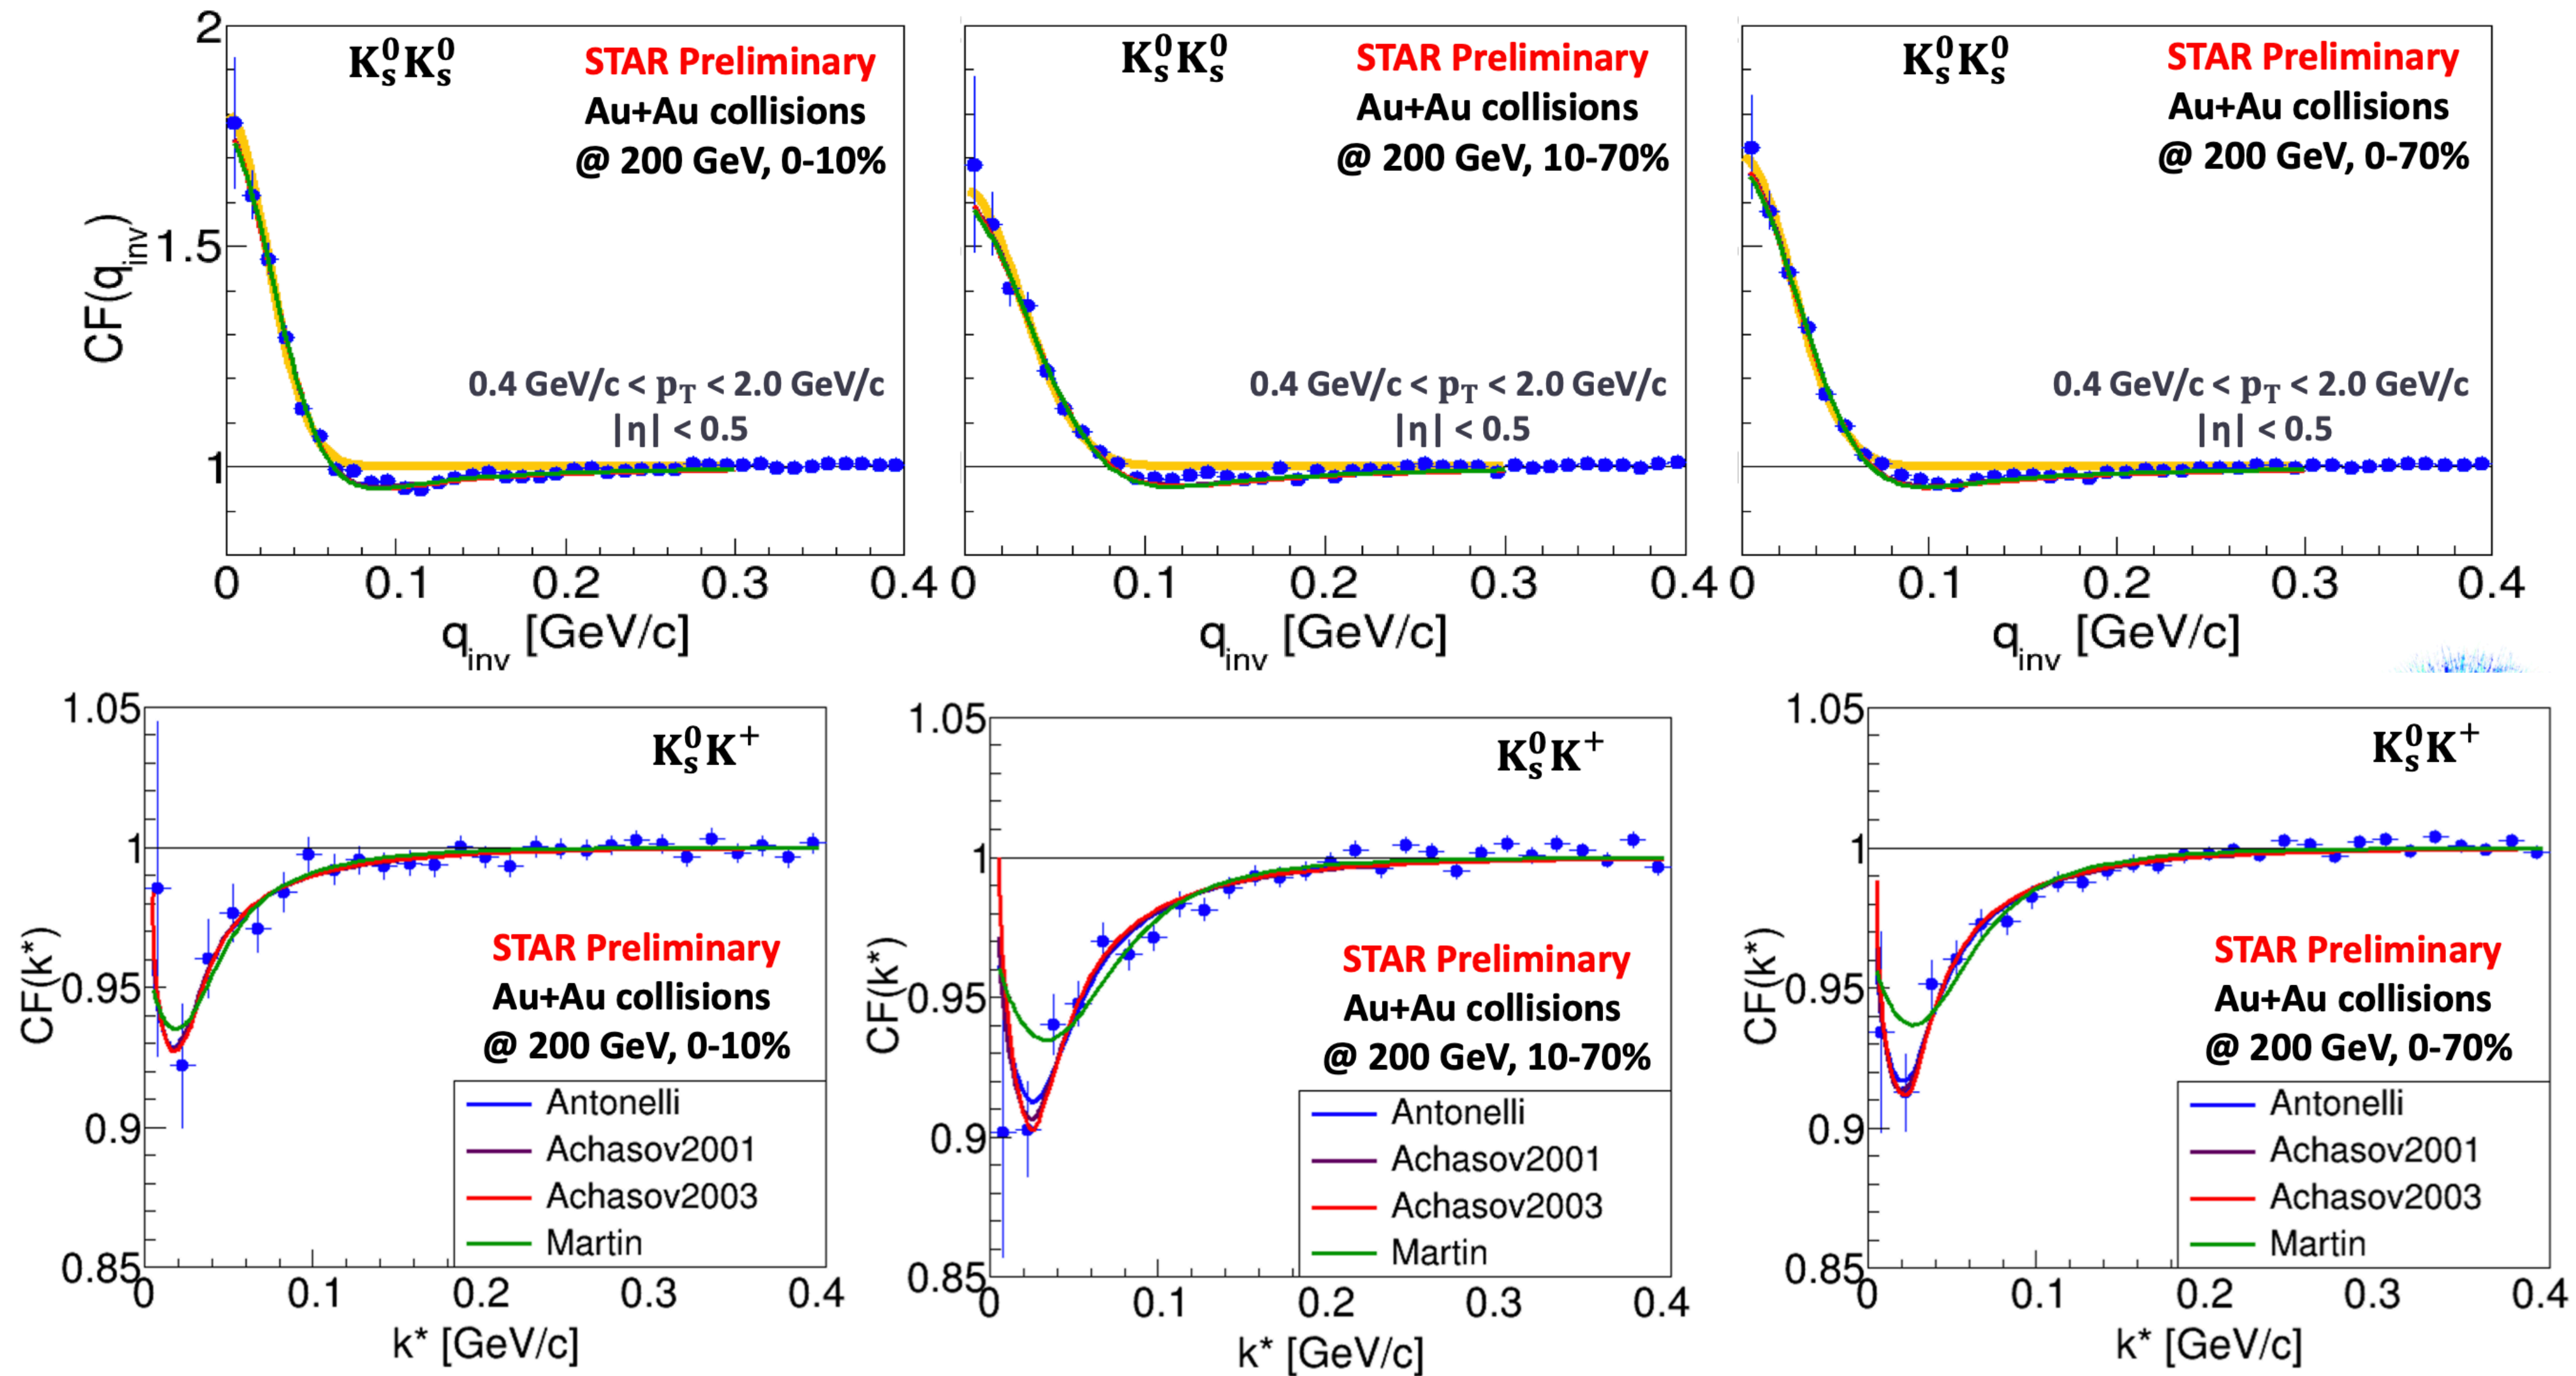 2
1.5
1
CF(q_inv)
K⁰ₛK⁰ₛ
STAR Preliminary
Au+Au collisions
@ 200 GeV, 0-10%
0.4 GeV/c < p_T < 2.0 GeV/c
|η| < 0.5
0 0.1 0.2 0.3 0.4
q_inv [GeV/c]
K⁰ₛK⁰ₛ
STAR Preliminary
Au+Au collisions
@ 200 GeV, 10-70%
0.4 GeV/c < p_T < 2.0 GeV/c
|η| < 0.5
0 0.1 0.2 0.3 0.4
q_inv [GeV/c]
K⁰ₛK⁰ₛ
STAR Preliminary
Au+Au collisions
@ 200 GeV, 0-70%
0.4 GeV/c < p_T < 2.0 GeV/c
|η| < 0.5
0 0.1 0.2 0.3 0.4
q_inv [GeV/c]
1.05
1
0.95
0.9
0.85
CF(k*)
K⁰ₛK⁺
STAR Preliminary
Au+Au collisions
@ 200 GeV, 0-10%
Antonelli
Achasov2001
Achasov2003
Martin
0 0.1 0.2 0.3 0.4
k* [GeV/c]
1.05
1
0.95
0.9
0.85
CF(k*)
K⁰ₛK⁺
STAR Preliminary
Au+Au collisions
@ 200 GeV, 10-70%
Antonelli
Achasov2001
Achasov2003
Martin
0 0.1 0.2 0.3 0.4
k* [GeV/c]
1.05
1
0.95
0.9
0.85
CF(k*)
K⁰ₛK⁺
STAR Preliminary
Au+Au collisions
@ 200 GeV, 0-70%
Antonelli
Achasov2001
Achasov2003
Martin
0 0.1 0.2 0.3 0.4
k* [GeV/c]